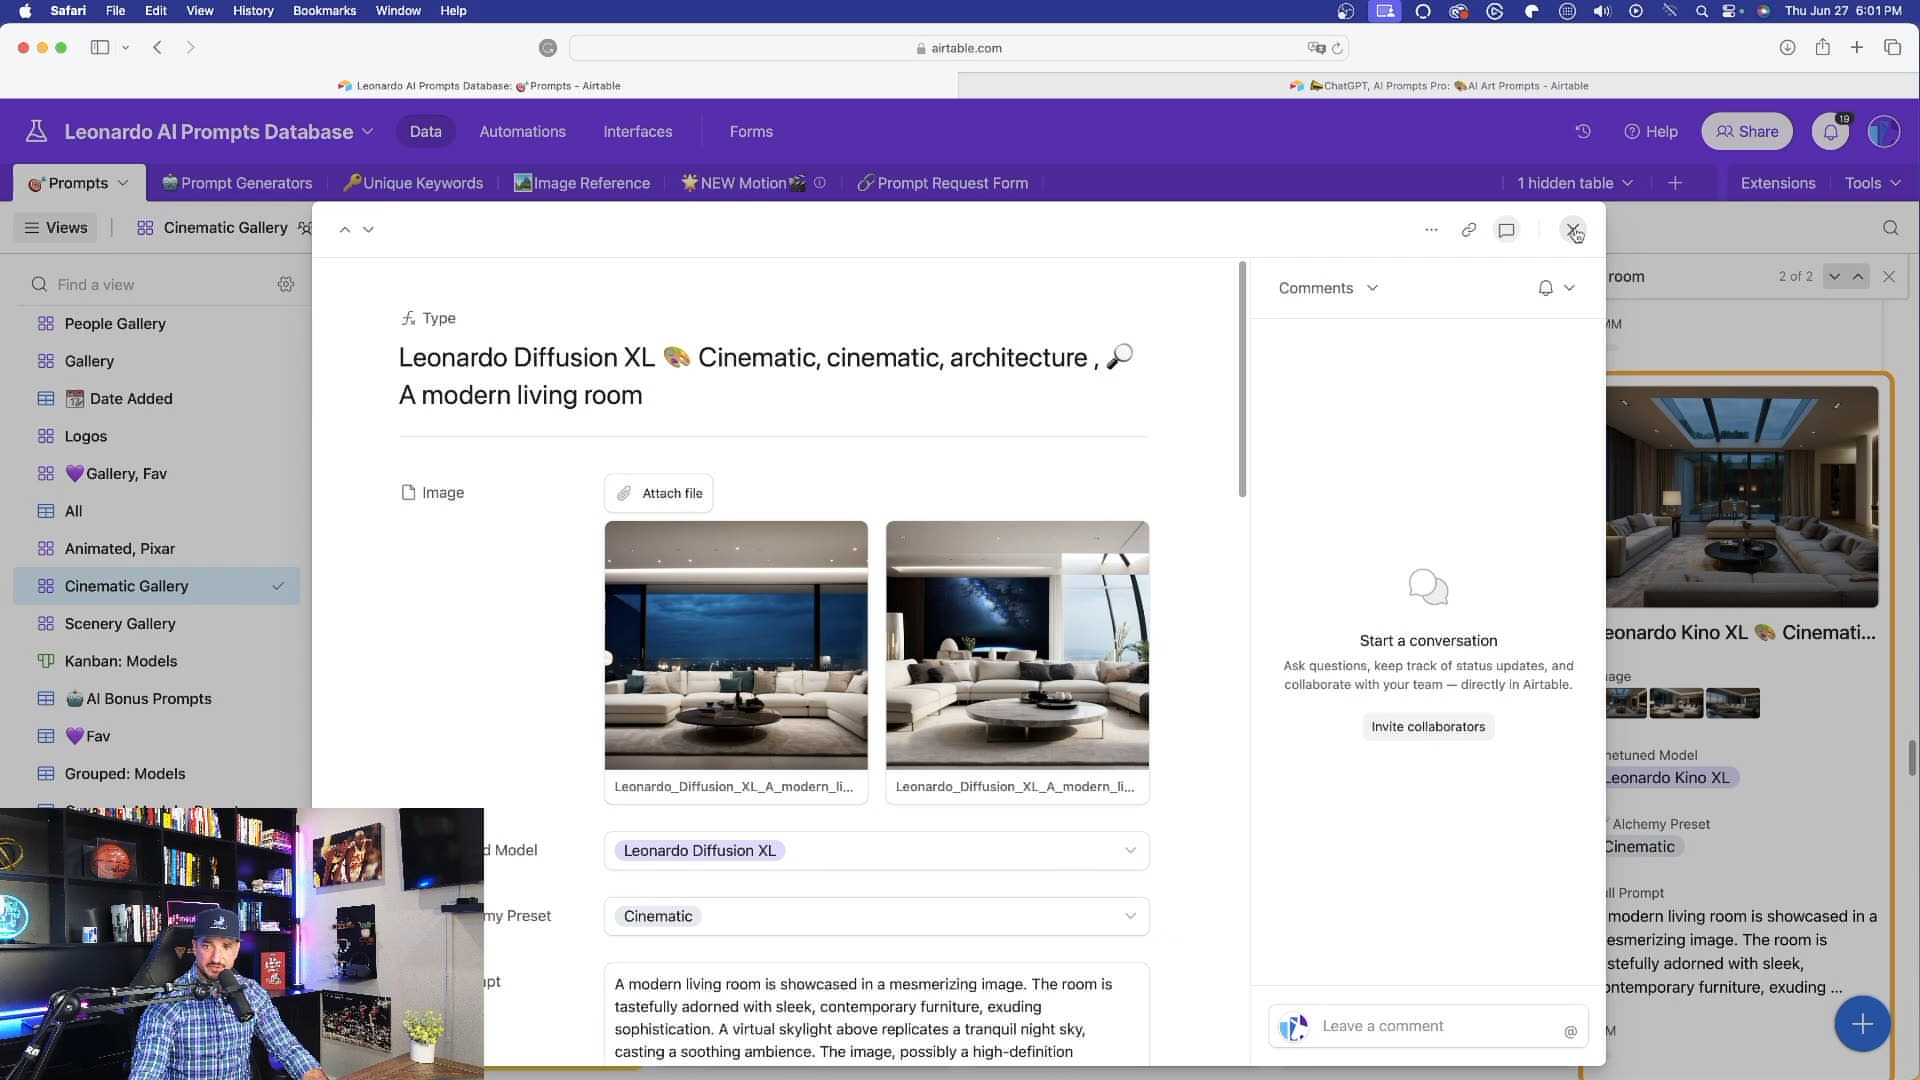 Safari File Edit View History Bookmarks Window Help
Thu Jun 27 6:01 PM
airtable.com
Leonardo AI Prompts Database: 🎯Prompts - Airtable
ChatGPT, AI Prompts Pro: 🎨AI Art Prompts - Airtable
Leonardo AI Prompts Database
Data
Automations
Interfaces
Forms
Help
Share
19
Prompts
Prompt Generators
Unique Keywords
Image Reference
NEW Motion
Prompt Request Form
1 hidden table
Extensions
Tools
Views
Cinematic Gallery
Find a view
People Gallery
Gallery
Date Added
Logos
Gallery, Fav
All
Animated, Pixar
Cinematic Gallery
Scenery Gallery
Kanban: Models
AI Bonus Prompts
Fav
Grouped: Models
Type
Leonardo Diffusion XL 🎨 Cinematic, cinematic, architecture , 🔎
A modern living room
Image
Attach file
Leonardo_Diffusion_XL_A_modern_li...
Leonardo_Diffusion_XL_A_modern_li...
d Model
Leonardo Diffusion XL
my Preset
Cinematic
pt
A modern living room is showcased in a mesmerizing image. The room is
tastefully adorned with sleek, contemporary furniture, exuding
sophistication. A virtual skylight above replicates a tranquil night sky,
casting a soothing ambience. The image, possibly a high-definition
Comments
Start a conversation
Ask questions, keep track of status updates, and
collaborate with your team — directly in Airtable.
Invite collaborators
Leave a comment
@
room
2 of 2
MM
eonardo Kino XL 🎨 Cinemati...
age
netuned Model
Leonardo Kino XL
Alchemy Preset
Cinematic
ll Prompt
modern living room is showcased in a
esmerizing image. The room is
stefully adorned with sleek,
ontemporary furniture, exuding ...
M